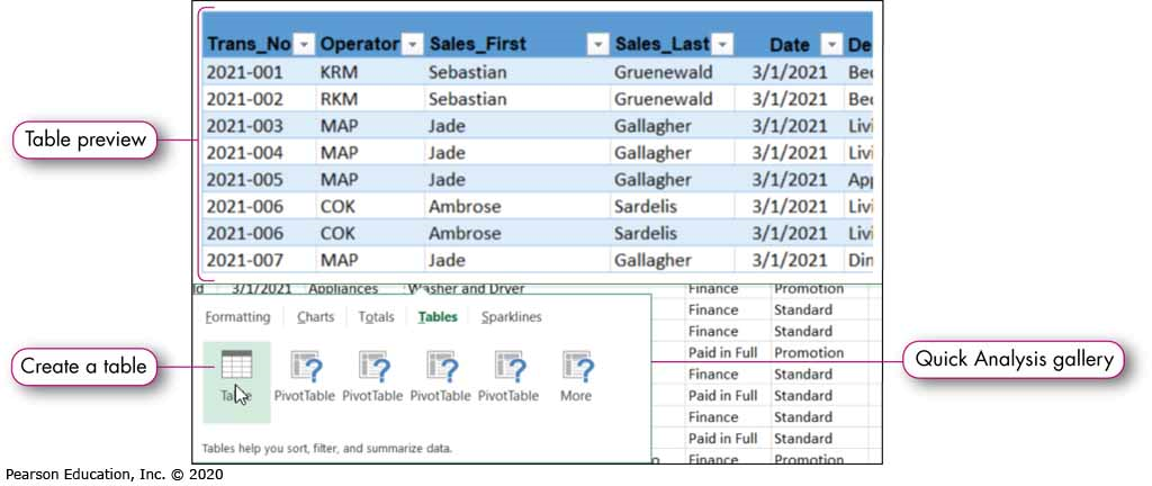 Trans_No Operator Sales_First Sales_Last Date De
2021-001 KRM Sebastian Gruenewald 3/1/2021 Bec
2021-002 RKM Sebastian Gruenewald 3/1/2021 Bec
2021-003 MAP Jade Gallagher 3/1/2021 Livi
2021-004 MAP Jade Gallagher 3/1/2021 Livi
2021-005 MAP Jade Gallagher 3/1/2021 App
2021-006 COK Ambrose Sardelis 3/1/2021 Livi
2021-006 COK Ambrose Sardelis 3/1/2021 Livi
2021-007 MAP Jade Gallagher 3/1/2021 Din
Table preview
ld 3/1/2021 Appliances Washer and Dryer Finance Promotion
Finance Standard
Formatting Charts Totals Tables Sparklines
Finance Standard
Paid in Full Promotion
Create a table
Quick Analysis gallery
Finance Standard
Table PivotTable PivotTable PivotTable PivotTable More
Paid in Full Standard
Finance Standard
Paid in Full Standard
Tables help you sort, filter, and summarize data.
Finance Promotion
Pearson Education, Inc. © 2020